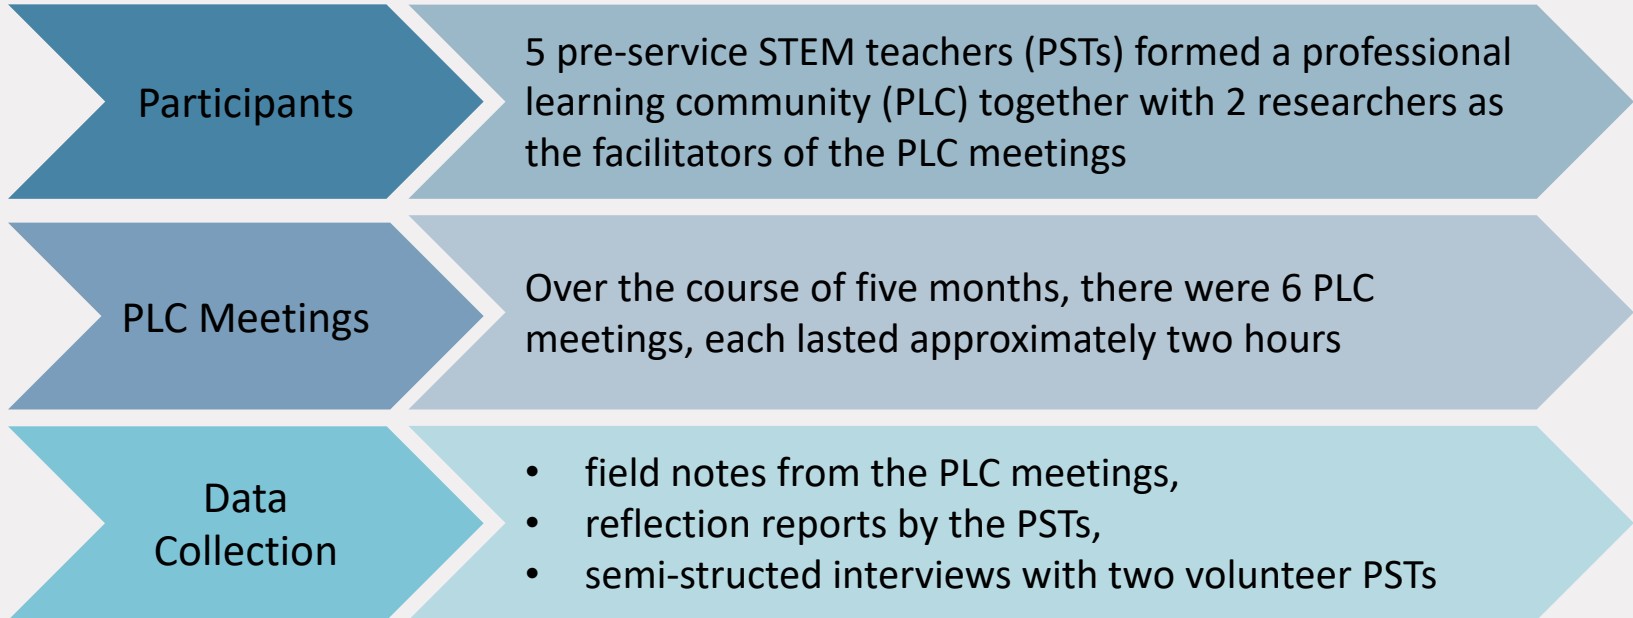 Participants
5 pre-service STEM teachers (PSTs) formed a professional
learning community (PLC) together with 2 researchers as
the facilitators of the PLC meetings
PLC Meetings
Over the course of five months, there were 6 PLC
meetings, each lasted approximately two hours
Data
Collection
• field notes from the PLC meetings,
• reflection reports by the PSTs,
• semi-structed interviews with two volunteer PSTs